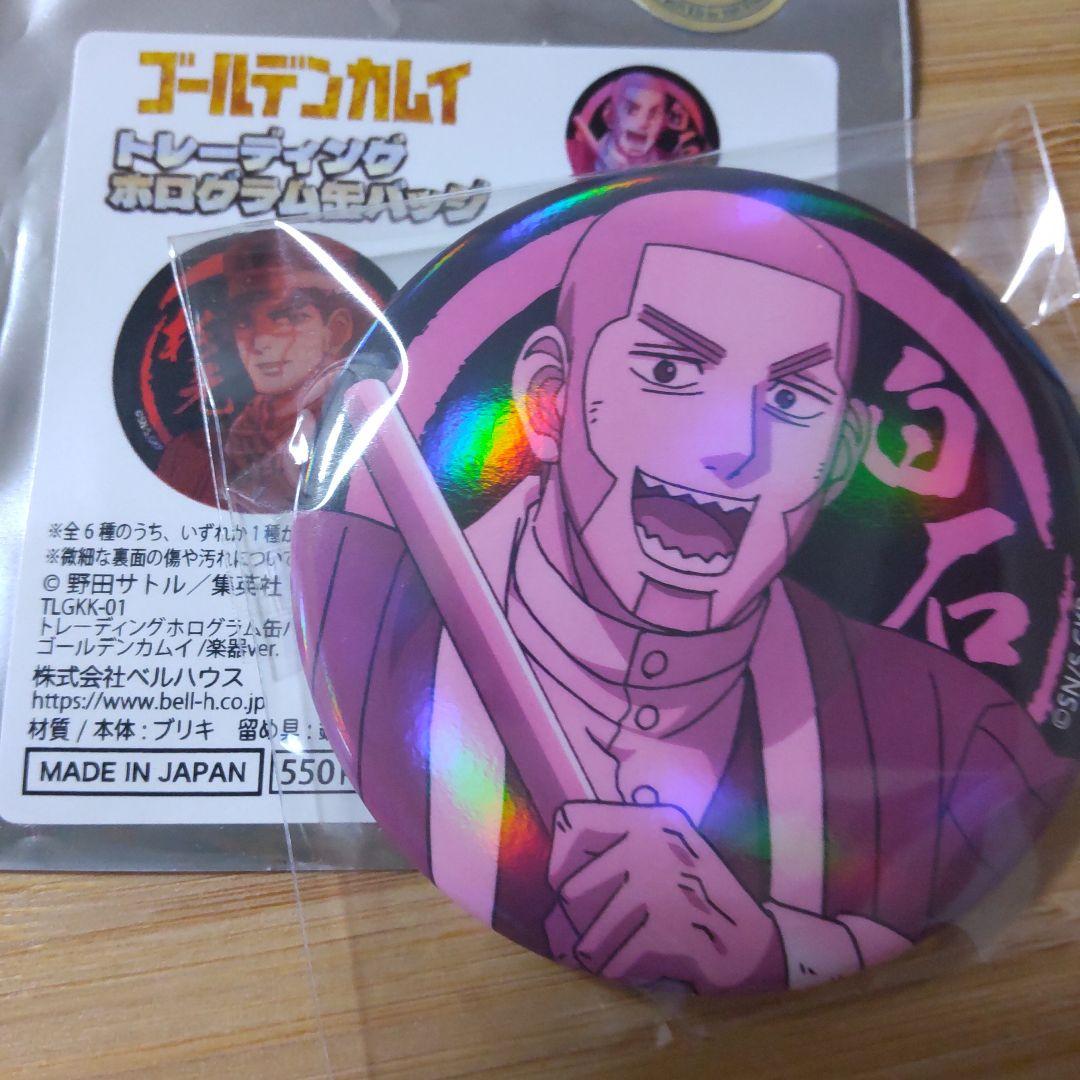 ゴールデンカムイ
トレーディング
ホログラム缶バッジ
白石
※全6種のうち、いずれか1種が
※微細な裏面の傷や汚れについて
©野田サトル／集英社
TLGKK-01
トレーディングホログラム缶バ
ゴールデンカムイ/楽器ver.
株式会社ベルハウス
https://www.bell-h.co.jp
材質 / 本体 : ブリキ 留め具 :
MADE IN JAPAN
550
白石
©SN/S,G